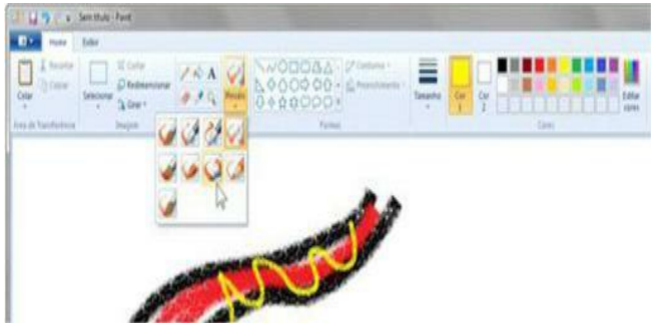 Sem título - Paint
Home Exibir
Colar
Recortar
Copiar
Área de Transferência
Selecionar
Cortar
Redimensionar
Girar
Imagem
A
Pincéis
Contorno
Preenchimento
Formas
Tamanho
Cor 1
Cor 2
Editar cores
Cores